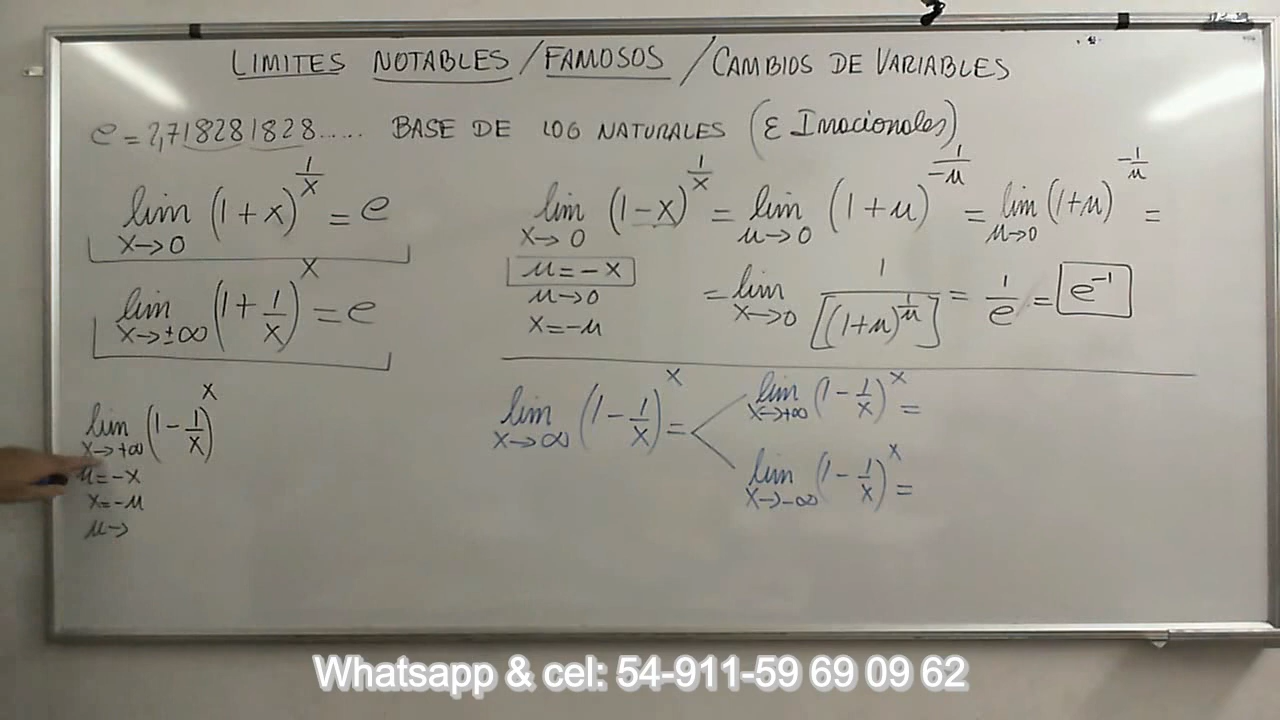 LIMITES NOTABLES / FAMOSOS / CAMBIOS DE VARIABLES
e = 2,718281828..... BASE DE LOG NATURALES (∈ Irracionales)
lim x→0 (1+x)^(1/x) = e
lim x→±∞ (1+1/x)^x = e
lim x→+∞ (1-1/x)^x
μ=-x
x=-μ
μ→
lim x→0 (1-x)^(1/x) = lim μ→0 (1+μ)^(1/-μ) = lim μ→0 (1+μ)^(-1/μ) =
μ=-x
μ→0
x=-μ
= lim x→0 1/[(1+μ)^(1/μ)] = 1/e = e^-1
lim x→∞ (1-1/x)^x =
lim x→+∞ (1-1/x)^x =
lim x→-∞ (1-1/x)^x =
Whatsapp & cel: 54-911-59 69 09 62